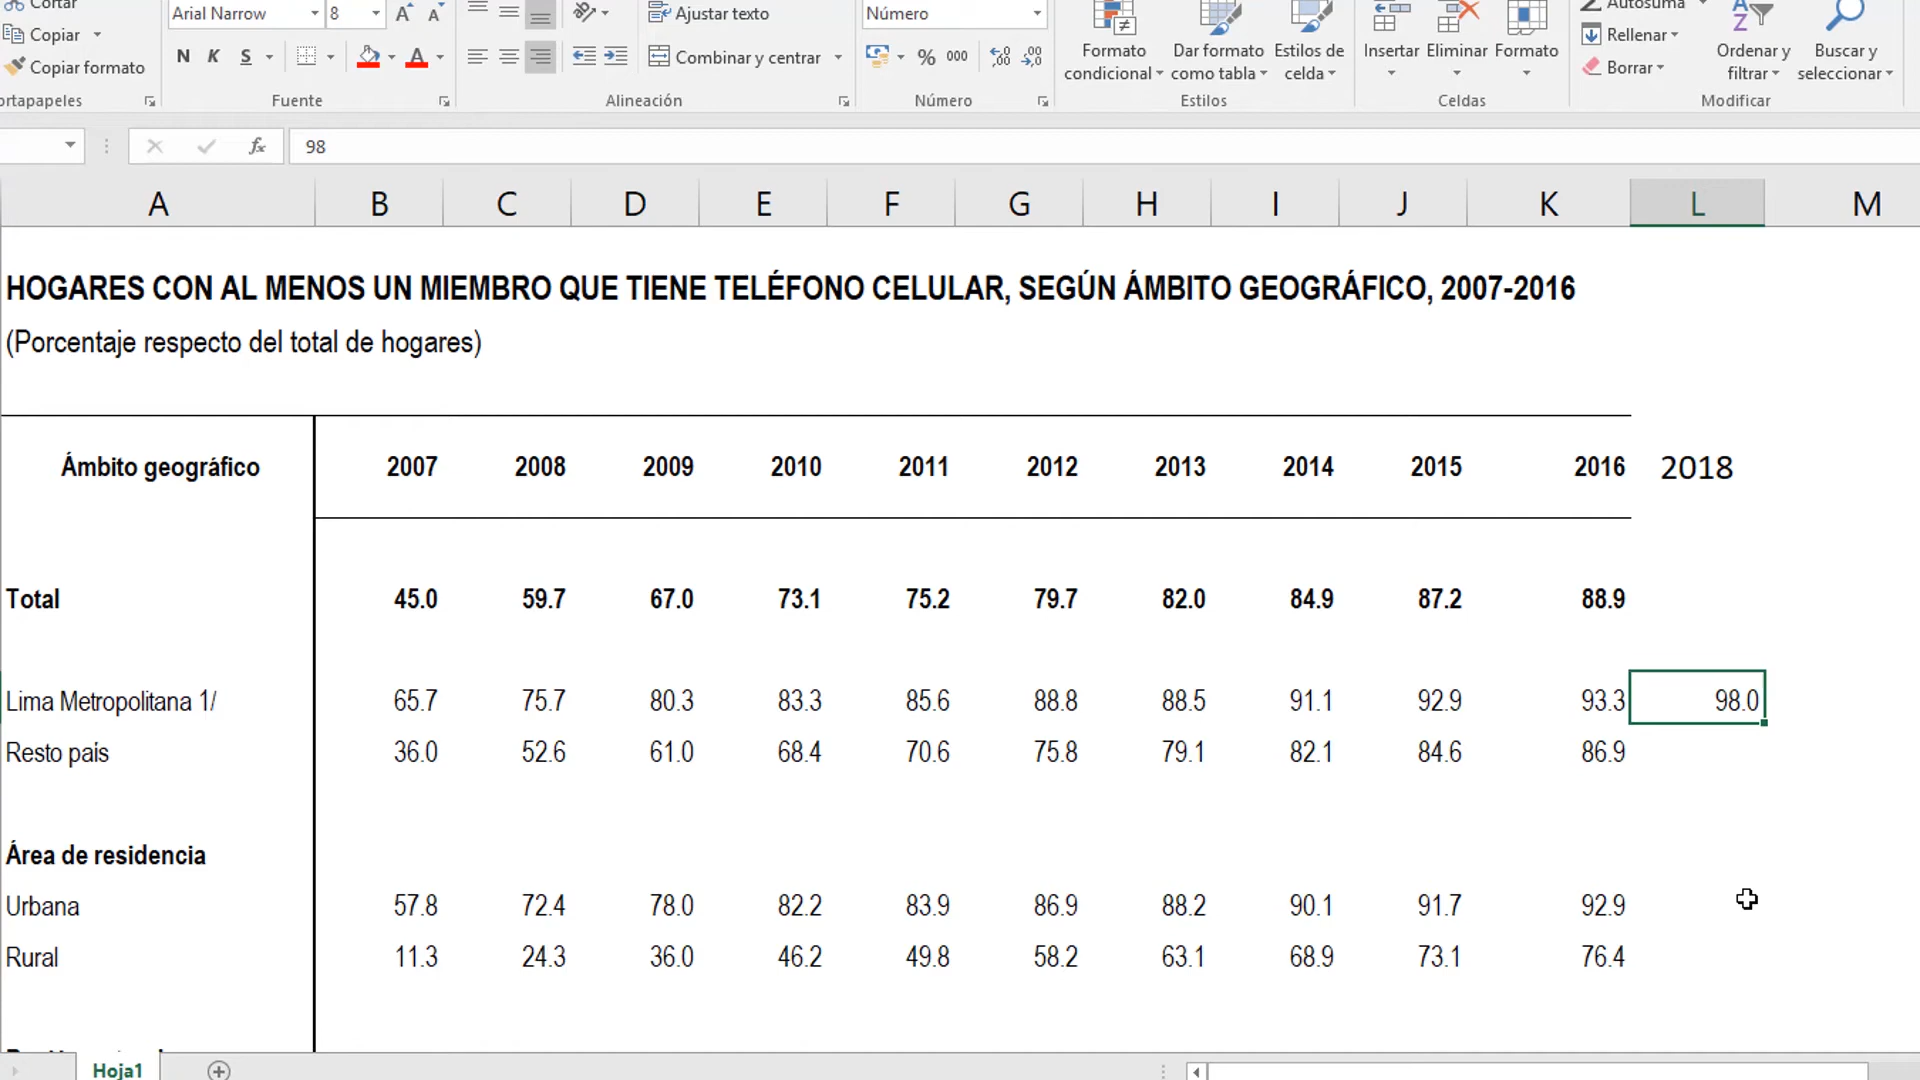 Cortar
Copiar
Copiar formato
Arial Narrow 8
N K S
Ajustar texto
Combinar y centrar
Número
% 000
Formato condicional
Dar formato como tabla
Estilos de celda
Insertar Eliminar Formato
Autosuma
Rellenar
Borrar
Ordenar y filtrar
Buscar y seleccionar
ortapapeles Fuente Alineación Número Estilos Celdas Modificar
fx 98
A B C D E F G H I J K L M
HOGARES CON AL MENOS UN MIEMBRO QUE TIENE TELÉFONO CELULAR, SEGÚN ÁMBITO GEOGRÁFICO, 2007-2016
(Porcentaje respecto del total de hogares)
Ámbito geográfico 2007 2008 2009 2010 2011 2012 2013 2014 2015 2016 2018
Total 45.0 59.7 67.0 73.1 75.2 79.7 82.0 84.9 87.2 88.9
Lima Metropolitana 1/ 65.7 75.7 80.3 83.3 85.6 88.8 88.5 91.1 92.9 93.3 98.0
Resto país 36.0 52.6 61.0 68.4 70.6 75.8 79.1 82.1 84.6 86.9
Área de residencia
Urbana 57.8 72.4 78.0 82.2 83.9 86.9 88.2 90.1 91.7 92.9
Rural 11.3 24.3 36.0 46.2 49.8 58.2 63.1 68.9 73.1 76.4
Hoja1